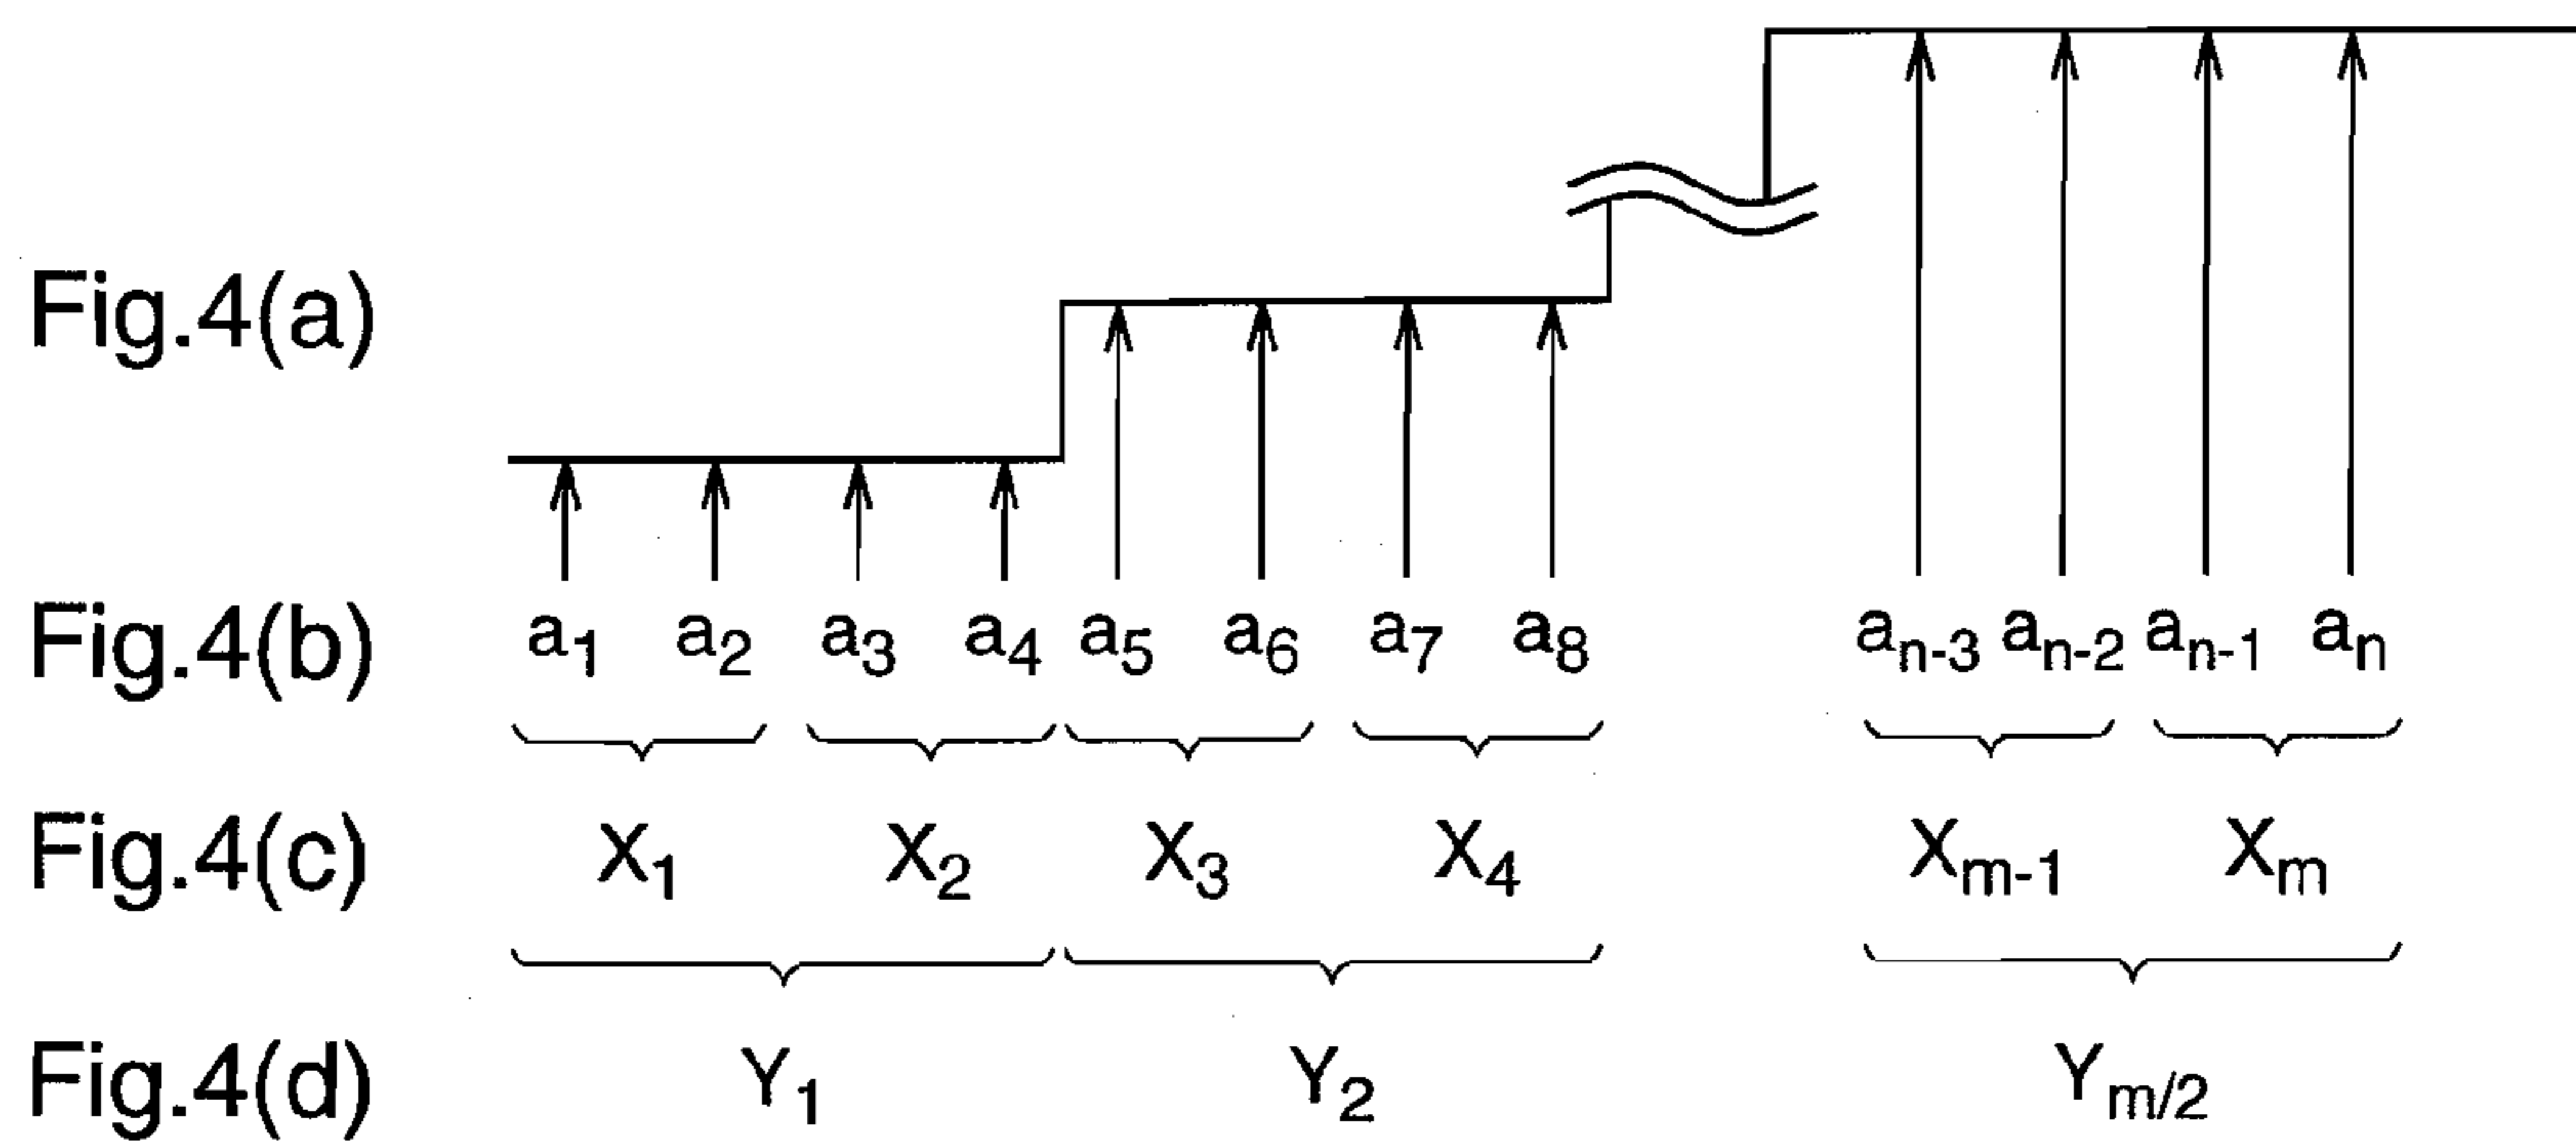 Fig.4(a)
Fig.4(b) a1 a2 a3 a4 a5 a6 a7 a8 an-3 an-2 an-1 an
Fig.4(c) X1 X2 X3 X4 Xm-1 Xm
Fig.4(d) Y1 Y2 Ym/2